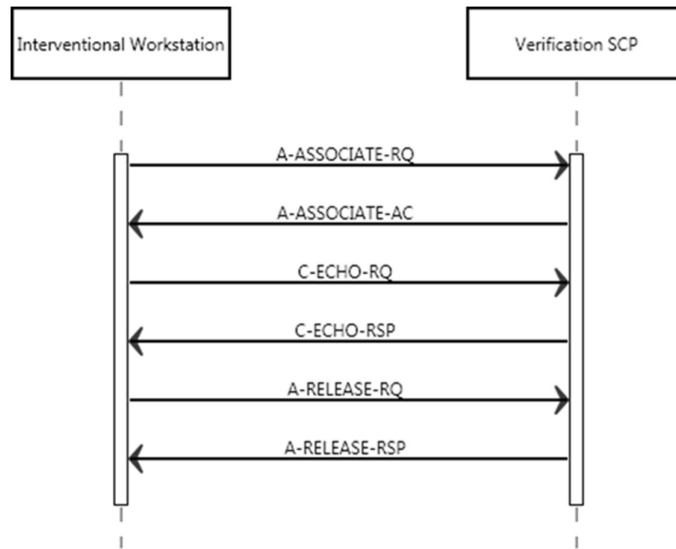 Interventional Workstation
Verification SCP
A-ASSOCIATE-RQ
A-ASSOCIATE-AC
C-ECHO-RQ
C-ECHO-RSP
A-RELEASE-RQ
A-RELEASE-RSP